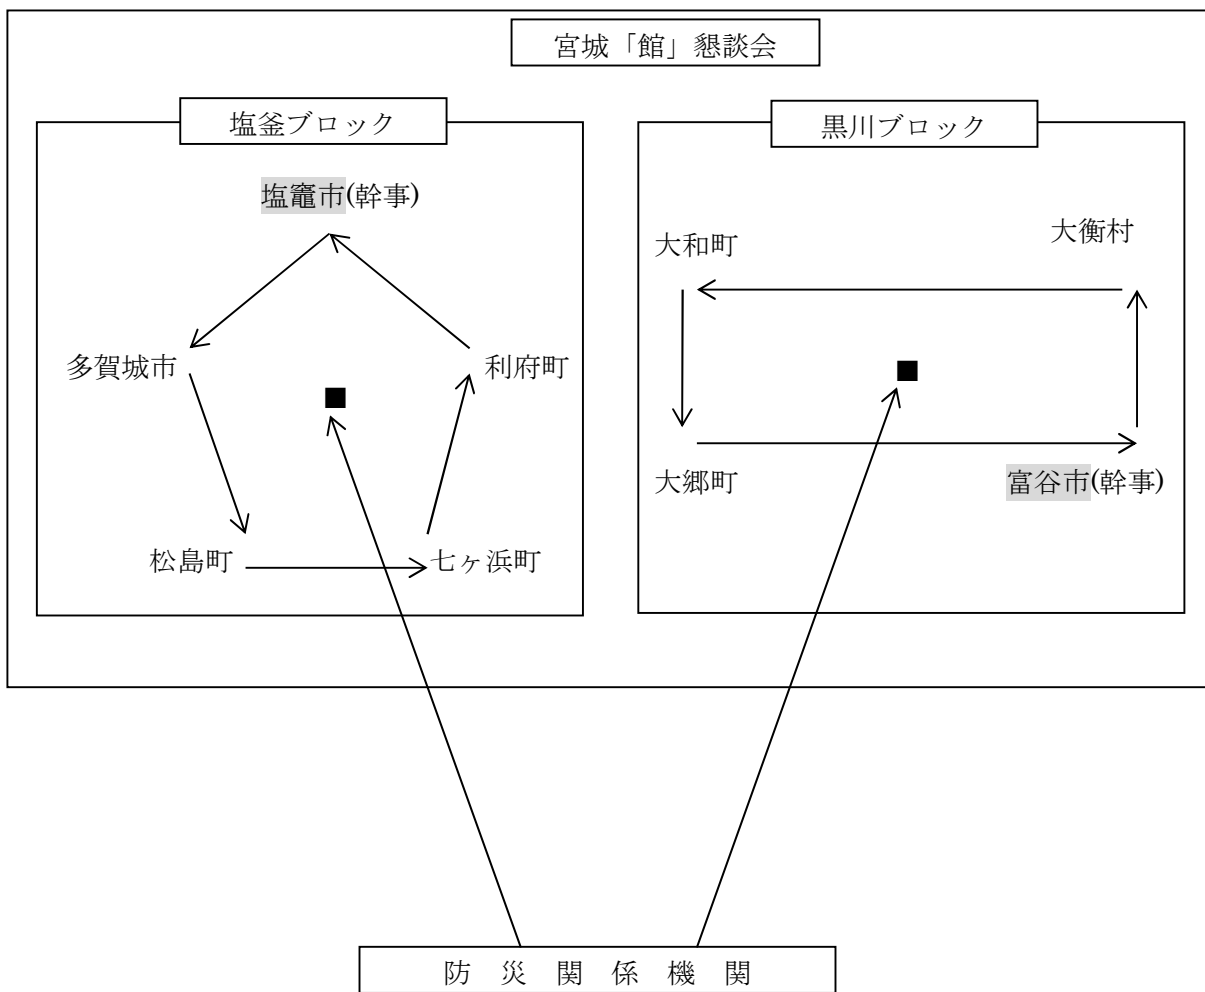 宮城「館」懇談会
塩釜ブロック
塩竈市(幹事)
多賀城市
利府町
松島町
七ヶ浜町
黒川ブロック
大和町
大衡村
大郷町
富谷市(幹事)
防災関係機関